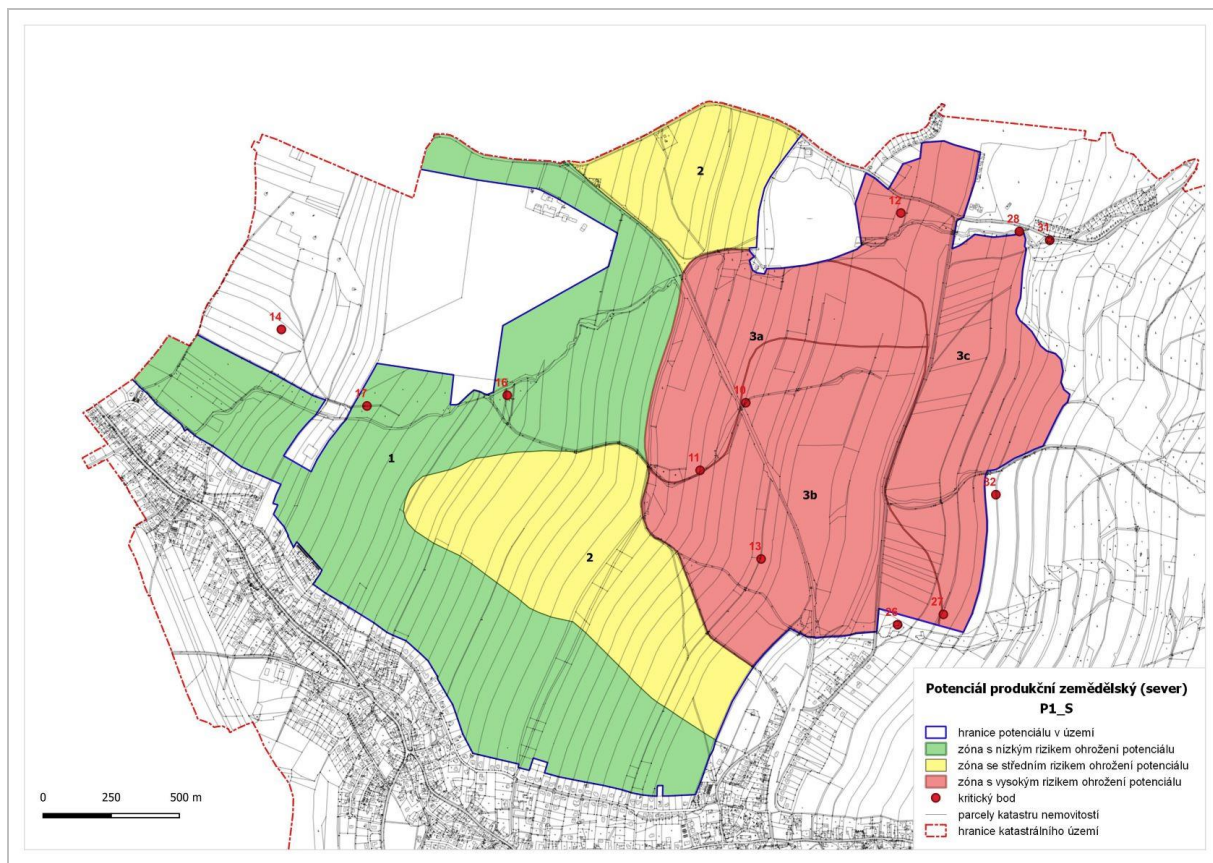 2
12
28
31
14
3a
3c
17
16
10
1
11
3b
32
2
13
27
Potenciál produkční zemědělský (sever)
P1_S
hranice potenciálu v území
zóna s nízkým rizikem ohrožení potenciálu
zóna se středním rizikem ohrožení potenciálu
zóna s vysokým rizikem ohrožení potenciálu
kritický bod
parcely katastru nemovitostí
hranice katastrálního území
0 250 500 m